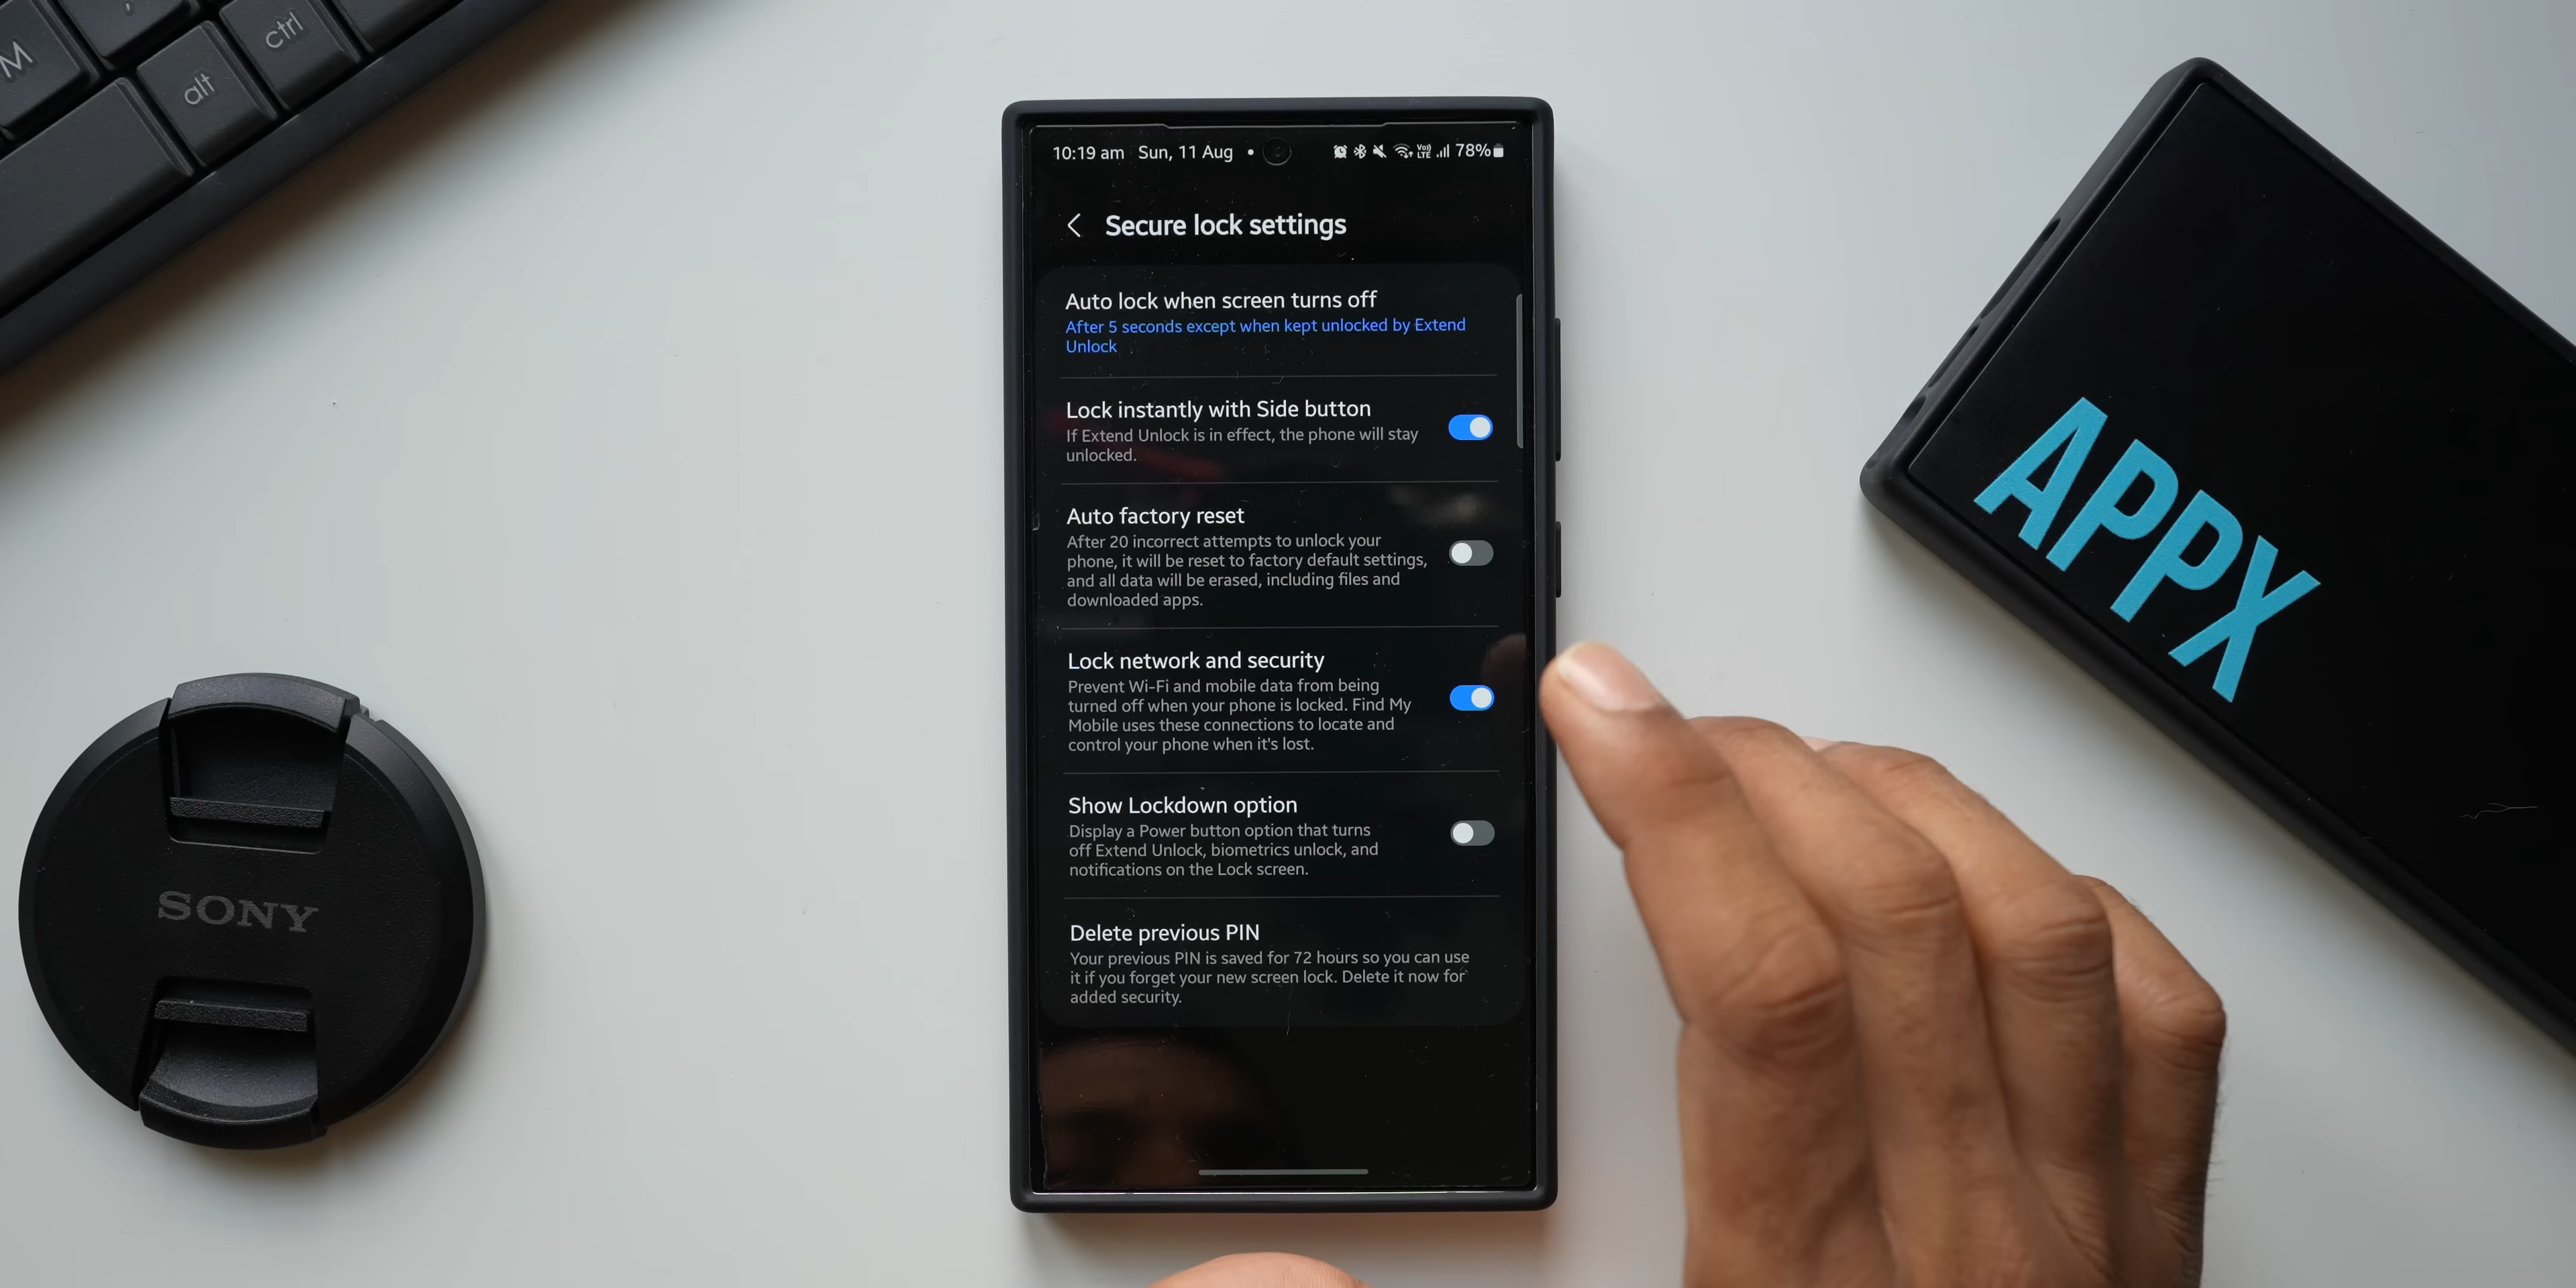 M
alt
ctrl
10:19 am Sun, 11 Aug
78%
Secure lock settings
Auto lock when screen turns off
After 5 seconds except when kept unlocked by Extend
Unlock
Lock instantly with Side button
If Extend Unlock is in effect, the phone will stay
unlocked.
Auto factory reset
After 20 incorrect attempts to unlock your
phone, it will be reset to factory default settings,
and all data will be erased, including files and
downloaded apps.
Lock network and security
Prevent Wi-Fi and mobile data from being
turned off when your phone is locked. Find My
Mobile uses these connections to locate and
control your phone when it's lost.
Show Lockdown option
Display a Power button option that turns
off Extend Unlock, biometrics unlock, and
notifications on the Lock screen.
Delete previous PIN
Your previous PIN is saved for 72 hours so you can use
it if you forget your new screen lock. Delete it now for
added security.
SONY
APPX